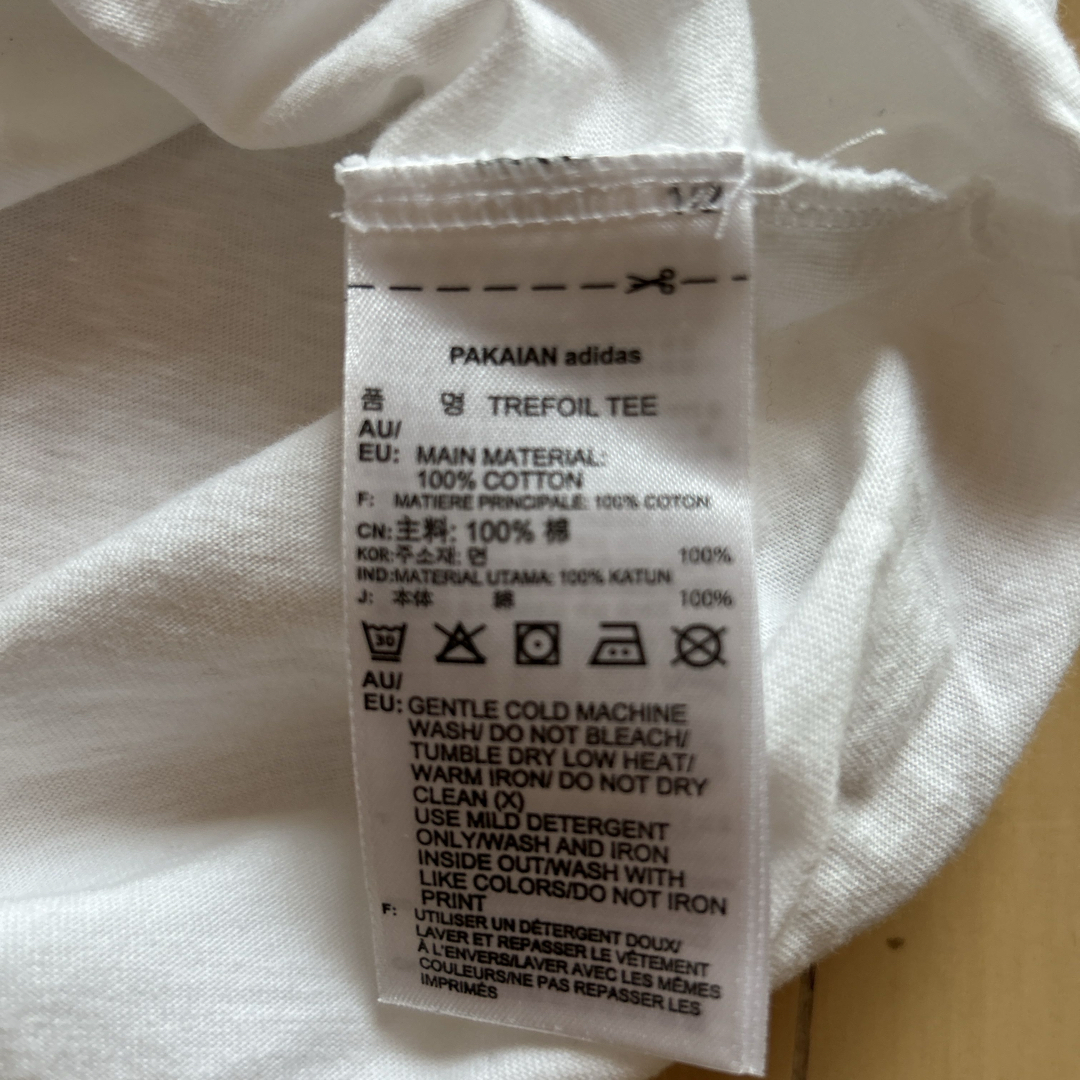 1/2
PAKAIAN adidas
품 명 TREFOIL TEE
AU/
EU: MAIN MATERIAL:
100% COTTON
F: MATIERE PRINCIPALE: 100% COTON
CN:主料: 100% 棉
KOR:주소재: 면 100%
IND:MATERIAL UTAMA: 100% KATUN
J: 本体 綿 100%
30
AU/
EU: GENTLE COLD MACHINE
WASH/ DO NOT BLEACH/
TUMBLE DRY LOW HEAT/
WARM IRON/ DO NOT DRY
CLEAN (X)
USE MILD DETERGENT
ONLY/WASH AND IRON
INSIDE OUT/WASH WITH
LIKE COLORS/DO NOT IRON
PRINT
F: UTILISER UN DÉTERGENT DOUX/
LAVER ET REPASSER LE VÊTEMENT
À L'ENVERS/LAVER AVEC LES MÊMES
COULEURS/NE PAS REPASSER LES
IMPRIMÉS